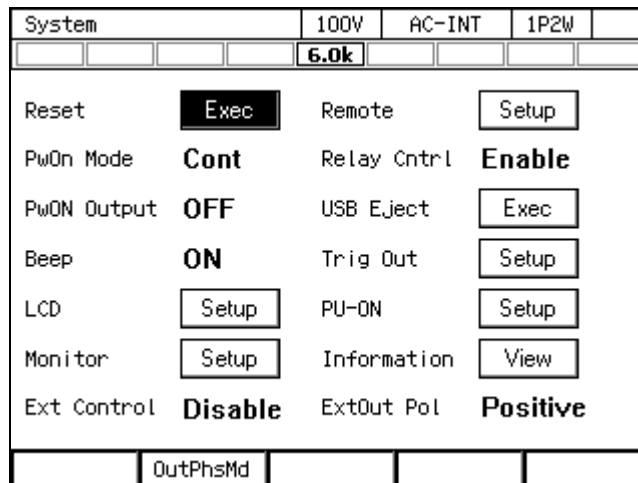 System 100V AC-INT 1P2W
6.0k
Reset Exec Remote Setup
PwOn Mode Cont Relay Cntrl Enable
PwON Output OFF USB Eject Exec
Beep ON Trig Out Setup
LCD Setup PU-ON Setup
Monitor Setup Information View
Ext Control Disable ExtOut Pol Positive
OutPhsMd